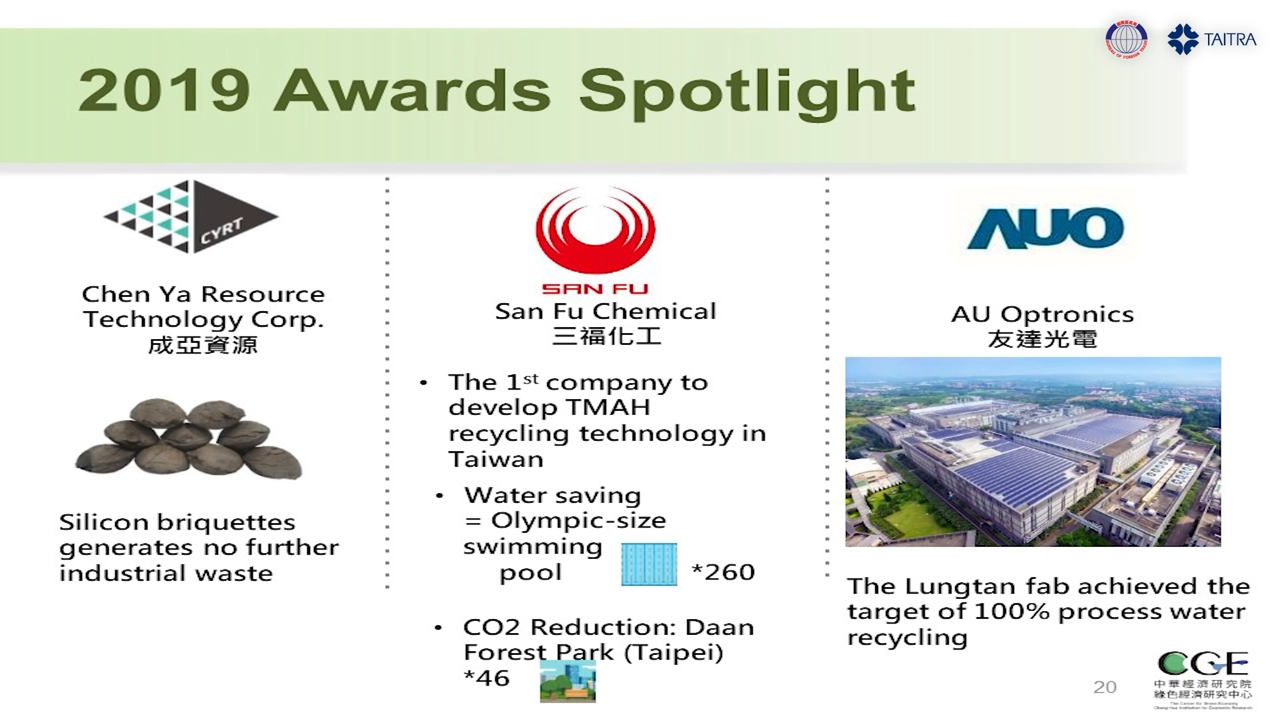 TAITRA
2019 Awards Spotlight
CYRT
Chen Ya Resource
Technology Corp.
成亞資源
Silicon briquettes
generates no further
industrial waste
SAN FU
San Fu Chemical
三福化工
• The 1st company to
develop TMAH
recycling technology in
Taiwan
• Water saving
= Olympic-size
swimming
pool *260
• CO2 Reduction: Daan
Forest Park (Taipei)
*46
AUO
AU Optronics
友達光電
The Lungtan fab achieved the
target of 100% process water
recycling
20
CGE
中華經濟研究院
綠色經濟研究中心